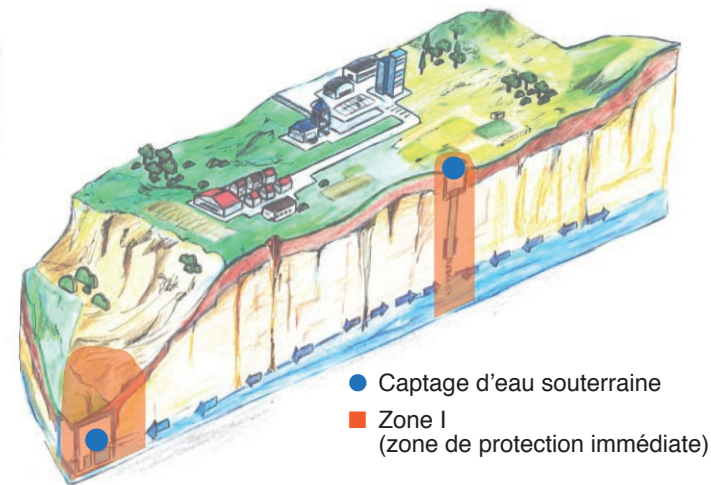 Captage d'eau souterraine
Zone I
(zone de protection immédiate)